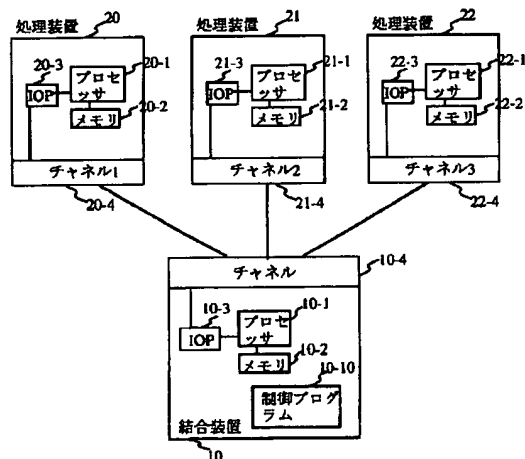 処理装置 20
20-3
20-1
IOP
プロセ
ッサ
20-2
メモリ
チャネル1
20-4
処理装置 21
21-3
21-1
IOP
プロセ
ッサ
21-2
メモリ
チャネル2
21-4
処理装置 22
22-3
22-1
IOP
プロセ
ッサ
22-2
メモリ
チャネル3
22-4
チャネル
10-4
10-3
10-1
IOP
プロセ
ッサ
10-2
メモリ
10-10
制御プログ
ラム
結合装置
10